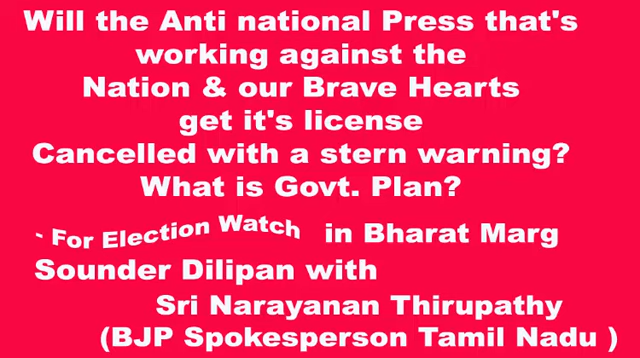 Will the Anti national Press that's
working against the
Nation & our Brave Hearts
get it's license
Cancelled with a stern warning?
What is Govt. Plan?
- For Election Watch in Bharat Marg
Sounder Dilipan with
Sri Narayanan Thirupathy
(BJP Spokesperson Tamil Nadu )